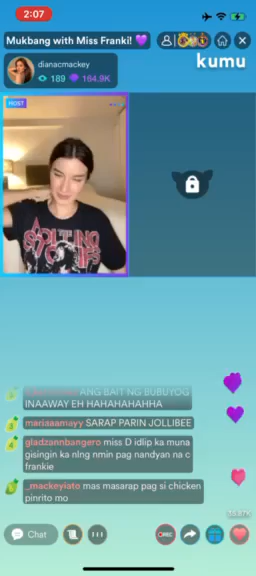 2:07
Mukbang with Miss Franki! 💜
dianacmackey
189 164.9K
kumu
HOST
ANG BAIT NG BUBUYOG
INAAWAY EH HAHAHAHAHHA
mariaaamayy SARAP PARIN JOLLIBEE
gladzannbangero miss D idlip ka muna
gisingin ka nlng nmin pag nandyan na c
frankie
_mackeyiato mas masarap pag si chicken
pinrito mo
Chat
REC